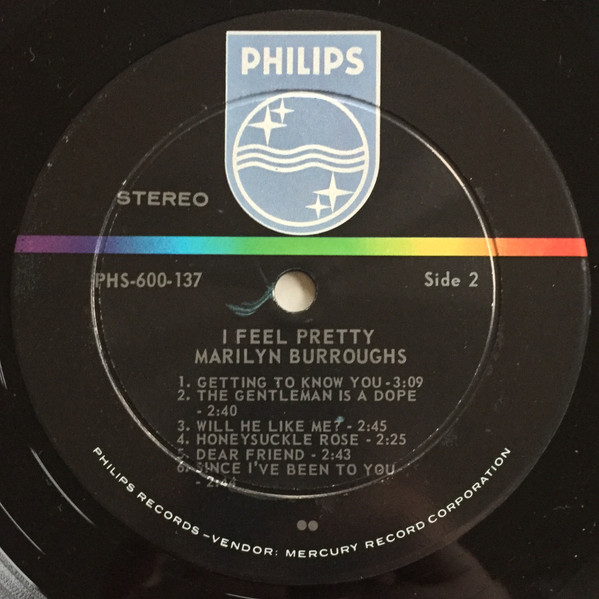 PHILIPS
STEREO
PHS-600-137
Side 2
I FEEL PRETTY
MARILYN BURROUGHS
1. GETTING TO KNOW YOU - 3:09
2. THE GENTLEMAN IS A DOPE
- 2:40
3. WILL HE LIKE ME? - 2:45
4. HONEYSUCKLE ROSE - 2:25
5. DEAR FRIEND - 2:43
6. SINCE I'VE BEEN TO YOU
- 2:44
PHILIPS RECORDS – VENDOR: MERCURY RECORD CORPORATION